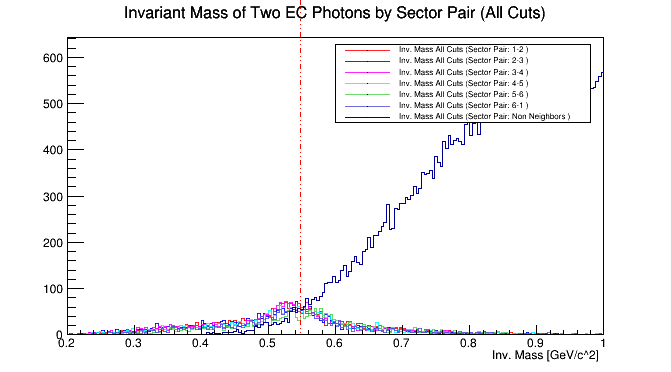 Invariant Mass of Two EC Photons by Sector Pair (All Cuts)
Inv. Mass All Cuts (Sector Pair: 1-2 )
Inv. Mass All Cuts (Sector Pair: 2-3 )
Inv. Mass All Cuts (Sector Pair: 3-4 )
Inv. Mass All Cuts (Sector Pair: 4-5 )
Inv. Mass All Cuts (Sector Pair: 5-6 )
Inv. Mass All Cuts (Sector Pair: 6-1 )
Inv. Mass All Cuts (Sector Pair: Non Neighbors )
600
500
400
300
200
100
0
0.2 0.3 0.4 0.5 0.6 0.7 0.8 0.9 1
Inv. Mass [GeV/c^2]